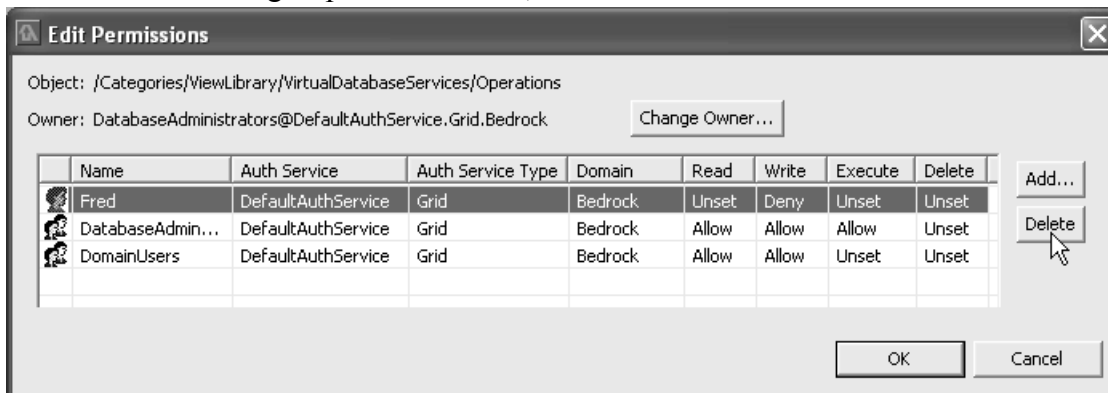 Edit Permissions
Object: /Categories/ViewLibrary/VirtualDatabaseServices/Operations
Owner: DatabaseAdministrators@DefaultAuthService.Grid.Bedrock Change Owner...
Name Auth Service Auth Service Type Domain Read Write Execute Delete
Add...
Fred DefaultAuthService Grid Bedrock Unset Deny Unset Unset
DatabaseAdmin... DefaultAuthService Grid Bedrock Allow Allow Allow Unset
Delete
DomainUsers DefaultAuthService Grid Bedrock Allow Allow Unset Unset
OK Cancel